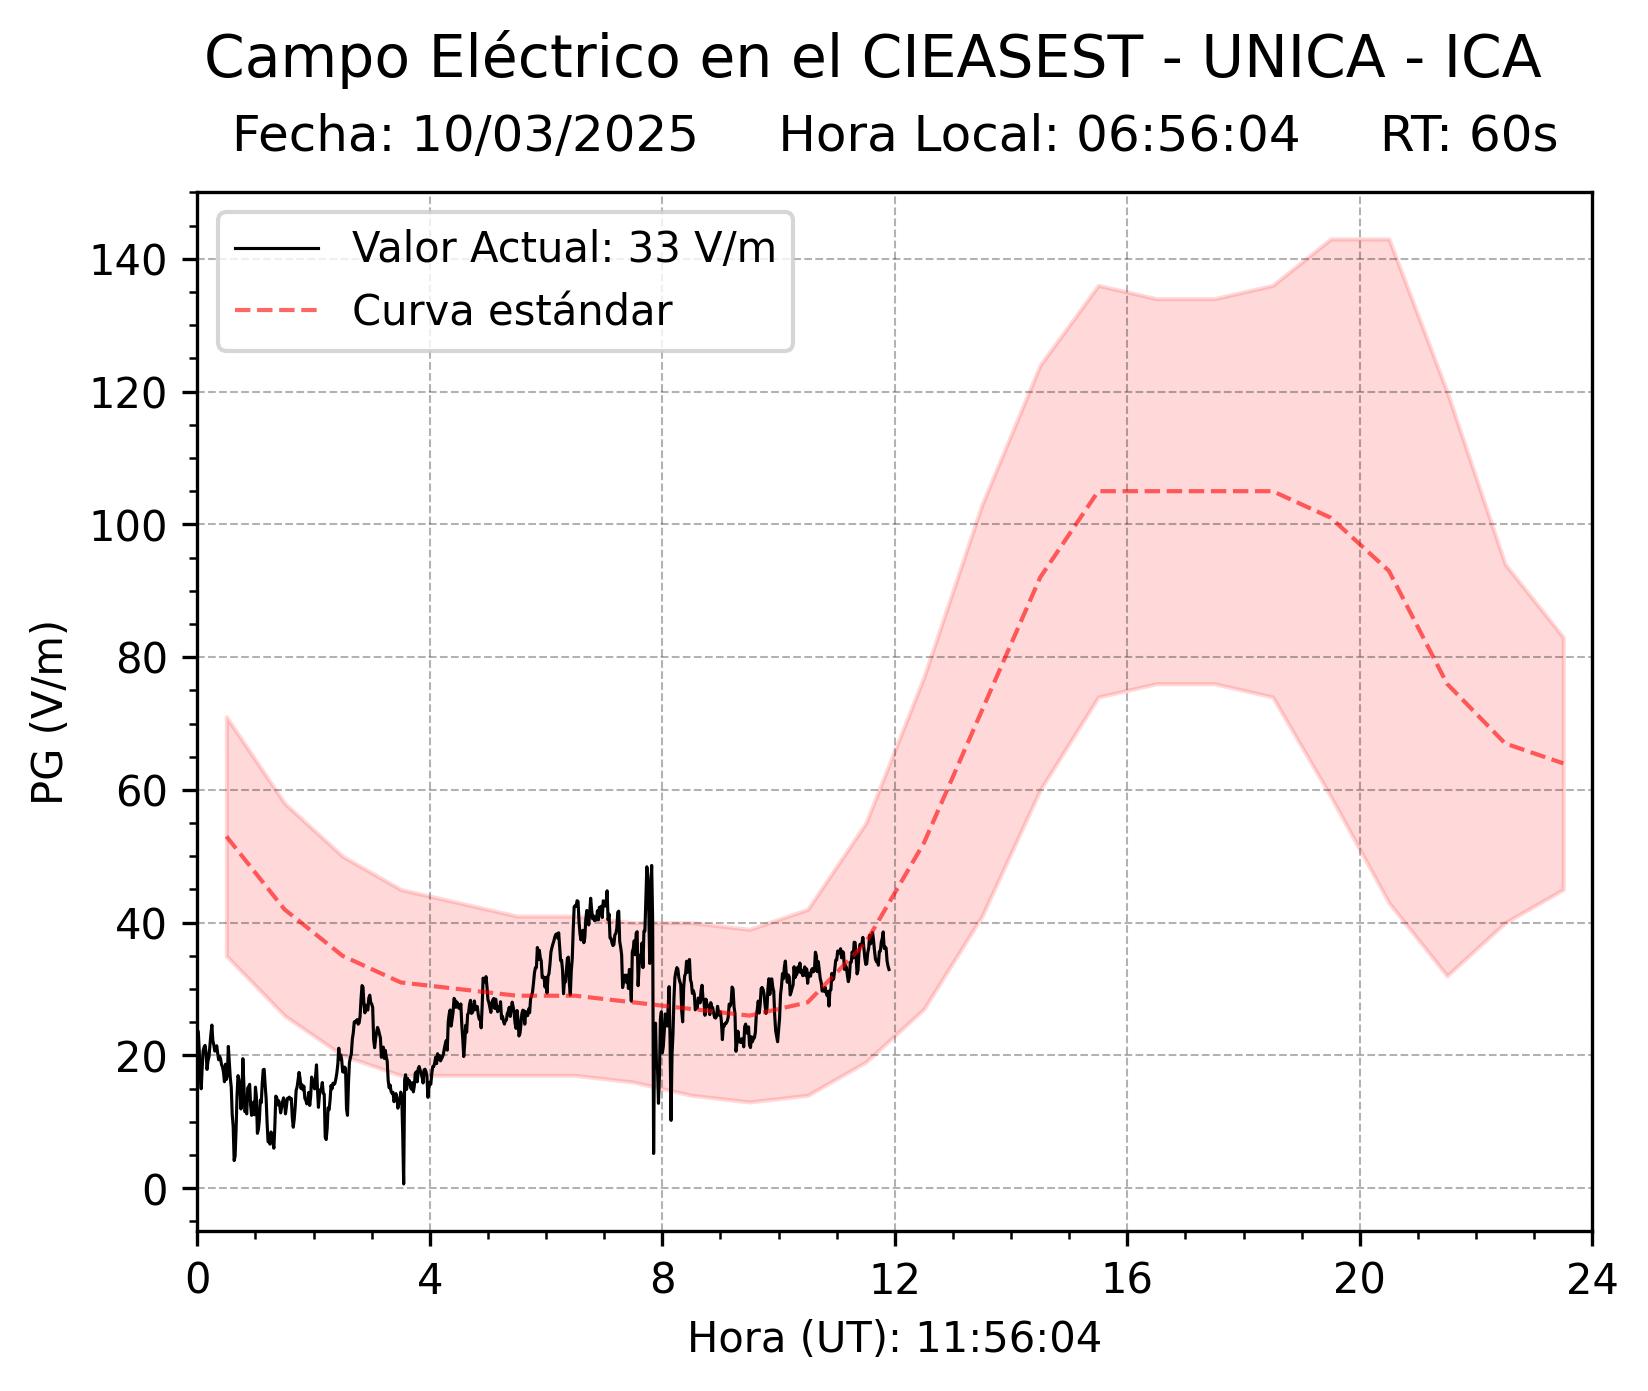 Campo Eléctrico en el CIEASEST - UNICA - ICA
Fecha: 10/03/2025 Hora Local: 06:56:04 RT: 60s
Valor Actual: 33 V/m
Curva estándar
PG (V/m)
140
120
100
80
60
40
20
0
0 4 8 12 16 20 24
Hora (UT): 11:56:04